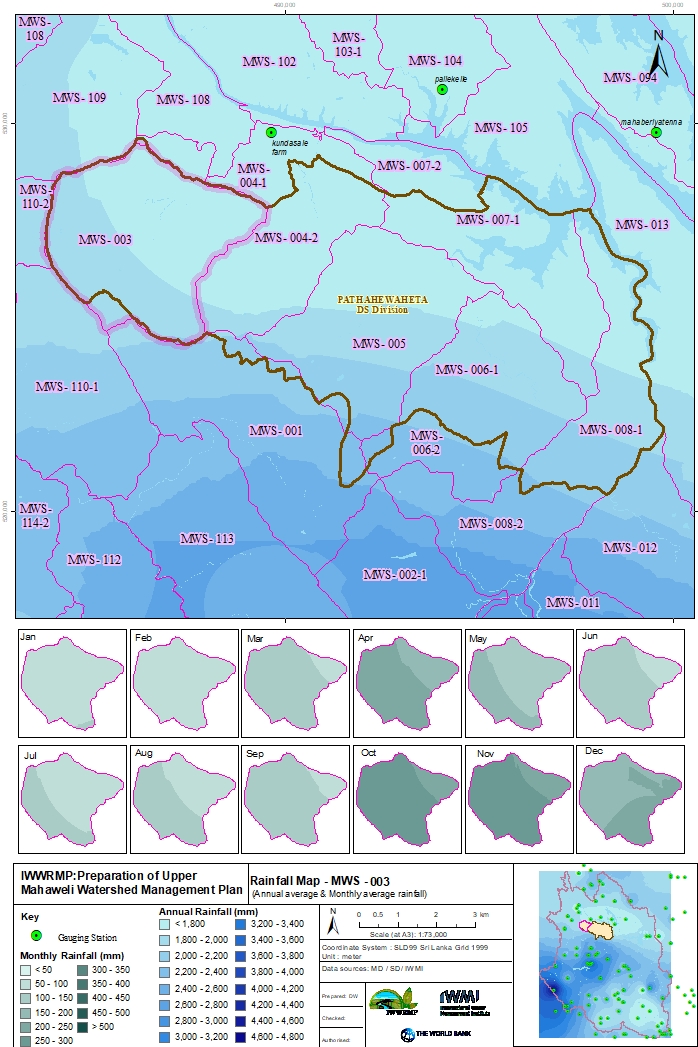 480,000
500,000
530,000
520,000
N
MWS-
108
MWS- 109
MWS- 108
MWS- 102
MWS-
103-1
MWS- 104
pallekelle
MWS- 094
mahaberiyatenna
MWS- 105
kundasale
farm
MWS-
110-2
MWS-
004-1
MWS- 007-2
MWS- 007-1
MWS- 013
MWS- 003
MWS- 004-2
PATHAHEWAHETA
DS Division
MWS- 005
MWS- 006-1
MWS- 110-1
MWS- 001
MWS-
006-2
MWS- 008-1
MWS-
114-2
MWS- 112
MWS- 113
MWS- 008-2
MWS- 012
MWS- 002-1
MWS- 011
Jan
Feb
Mar
Apr
May
Jun
Jul
Aug
Sep
Oct
Nov
Dec
IWWRMP:Preparation of Upper
Mahaweli Watershed Management Plan
Rainfall Map - MWS - 003
(Annual average & Monthly average rainfall)
Key
Gauging Station
Monthly Rainfall (mm)
< 50
50 - 100
100 - 150
150 - 200
200 - 250
250 - 300
300 - 350
350 - 400
400 - 450
450 - 500
> 500
Annual Rainfall (mm)
< 1,800
1,800 - 2,000
2,000 - 2,200
2,200 - 2,400
2,400 - 2,600
2,600 - 2,800
2,800 - 3,000
3,000 - 3,200
3,200 - 3,400
3,400 - 3,600
3,600 - 3,800
3,800 - 4,000
4,000 - 4,200
4,200 - 4,400
4,400 - 4,600
4,600 - 4,800
N
0 0.5 1 2 3 km
Scale (at A3): 1:73,000
Coordinate System : SLD99 Sri Lanka Grid 1999
Unit : meter
Data sources: MD / SD/ IWMI
Prepared: DW
Checked:
Authorised:
IWWRMP
IWMI
International Water
Management Institute
THE WORLD BANK